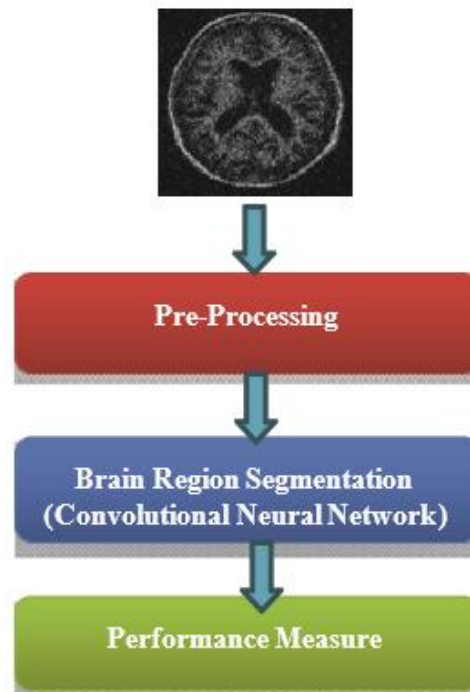 Pre-Processing
Brain Region Segmentation
(Convolutional Neural Network)
Performance Measure